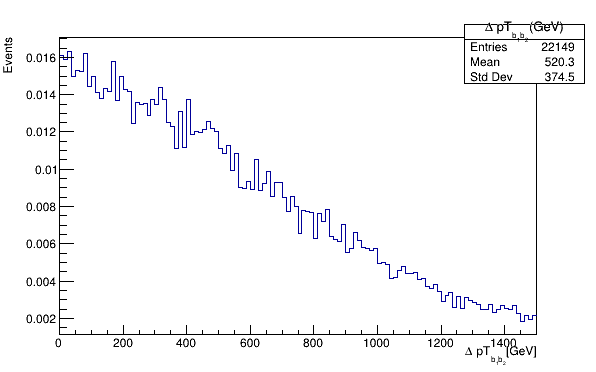 Δ pT_{b_1b_2}(GeV)
Entries 22149
Mean 520.3
Std Dev 374.5
Events
0.016
0.014
0.012
0.01
0.008
0.006
0.004
0.002
0 200 400 600 800 1000 1200 1400
Δ pT_{b_1b_2}[GeV]